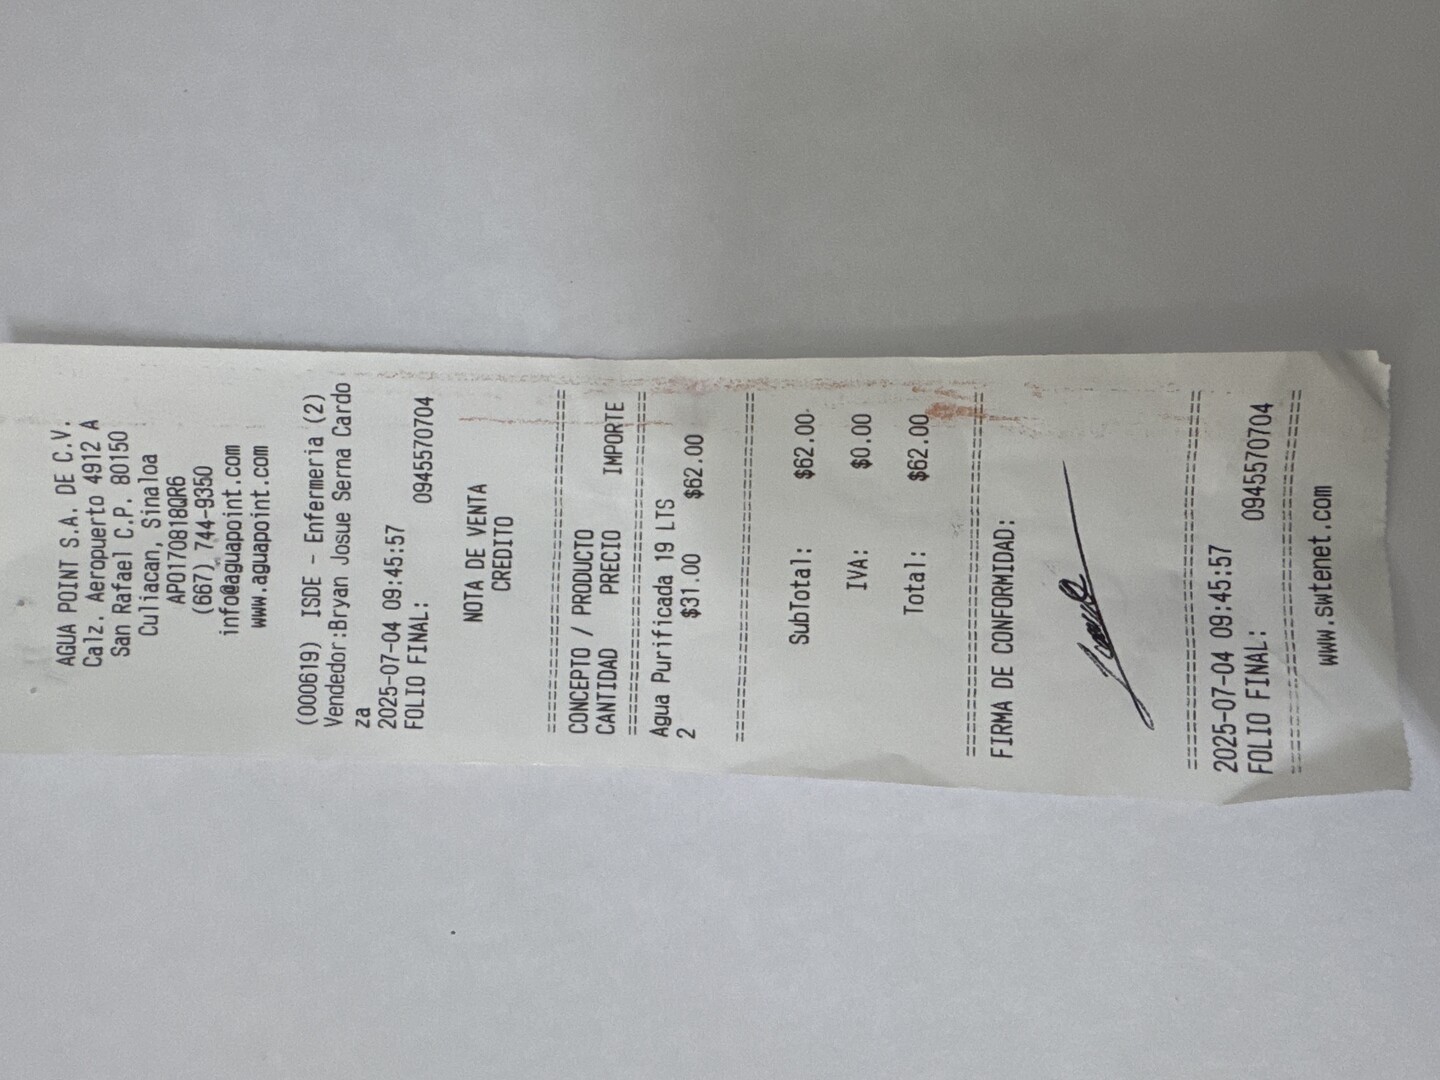 AGUA POINT S.A. DE C.V.
Calz. Aeropuerto 4912 A
San Rafael C.P. 80150
Culiacan, Sinaloa
APO170818QR6
(667) 744-9350
info@aguapoint.com
www.aguapoint.com
(000619) ISDE - Enfermeria (2)
Vendedor:Bryan Josue Serna Cardo
za
2025-07-04 09:45:57
FOLIO FINAL: 0945570704
NOTA DE VENTA
CREDITO
CONCEPTO / PRODUCTO
CANTIDAD PRECIO IMPORTE
Agua Purificada 19 LTS
2 $31.00 $62.00
SubTotal: $62.00
IVA: $0.00
Total: $62.00
FIRMA DE CONFORMIDAD:
2025-07-04 09:45:57
FOLIO FINAL: 0945570704
www.swtenet.com